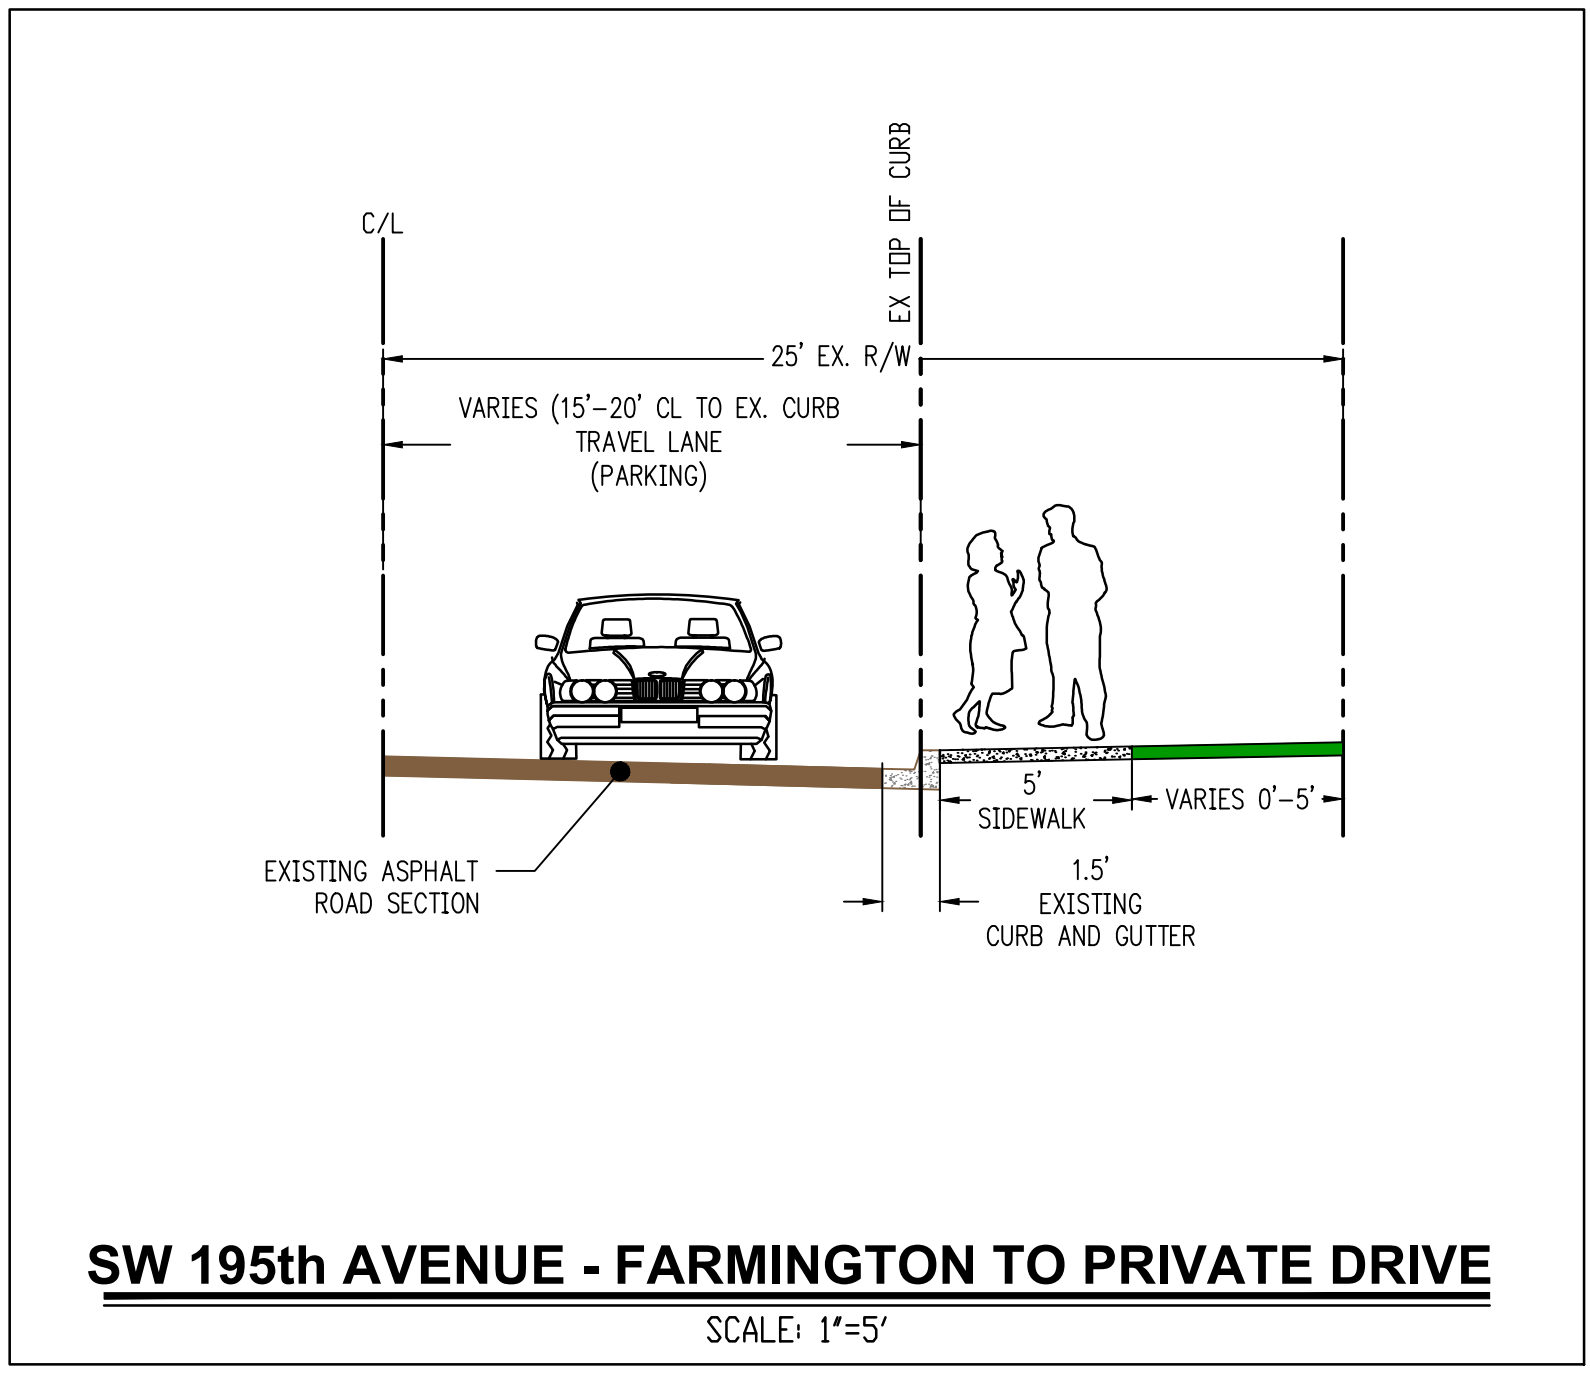 EX TOP OF CURB
C/L
25' EX. R/W
VARIES (15'-20' CL TO EX. CURB
TRAVEL LANE
(PARKING)
5'
SIDEWALK
VARIES 0'-5'
EXISTING ASPHALT
ROAD SECTION
1.5'
EXISTING
CURB AND GUTTER
SW 195th AVENUE - FARMINGTON TO PRIVATE DRIVE
SCALE: 1"=5'